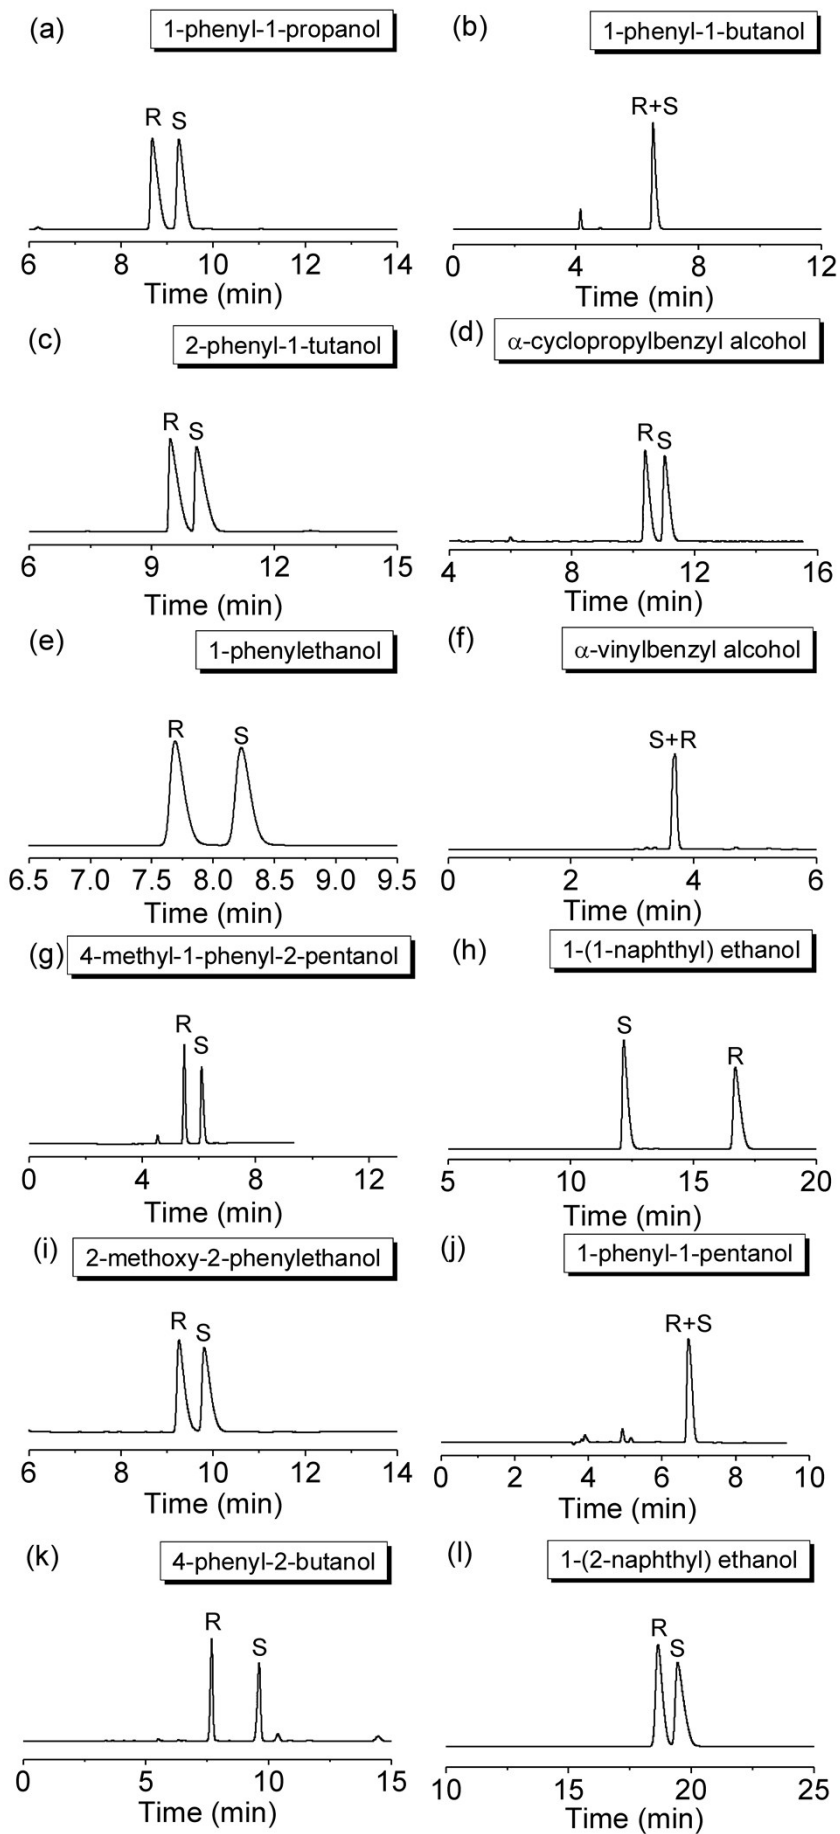 (a)
1-phenyl-1-propanol
R S
6 8 10 12 14
Time (min)
(b)
1-phenyl-1-butanol
R+S
0 4 8 12
Time (min)
(c)
2-phenyl-1-tutanol
R S
6 9 12 15
Time (min)
(d)
α-cyclopropylbenzyl alcohol
R S
4 8 12 16
Time (min)
(e)
1-phenylethanol
R S
6.5 7.0 7.5 8.0 8.5 9.0 9.5
Time (min)
(f)
α-vinylbenzyl alcohol
S+R
0 2 4 6
Time (min)
(g)
4-methyl-1-phenyl-2-pentanol
R S
0 4 8 12
Time (min)
(h)
1-(1-naphthyl) ethanol
S R
5 10 15 20
Time (min)
(i)
2-methoxy-2-phenylethanol
R S
6 8 10 12 14
Time (min)
(j)
1-phenyl-1-pentanol
R+S
0 2 4 6 8 10
Time (min)
(k)
4-phenyl-2-butanol
R S
0 5 10 15
Time (min)
(l)
1-(2-naphthyl) ethanol
R S
10 15 20 25
Time (min)